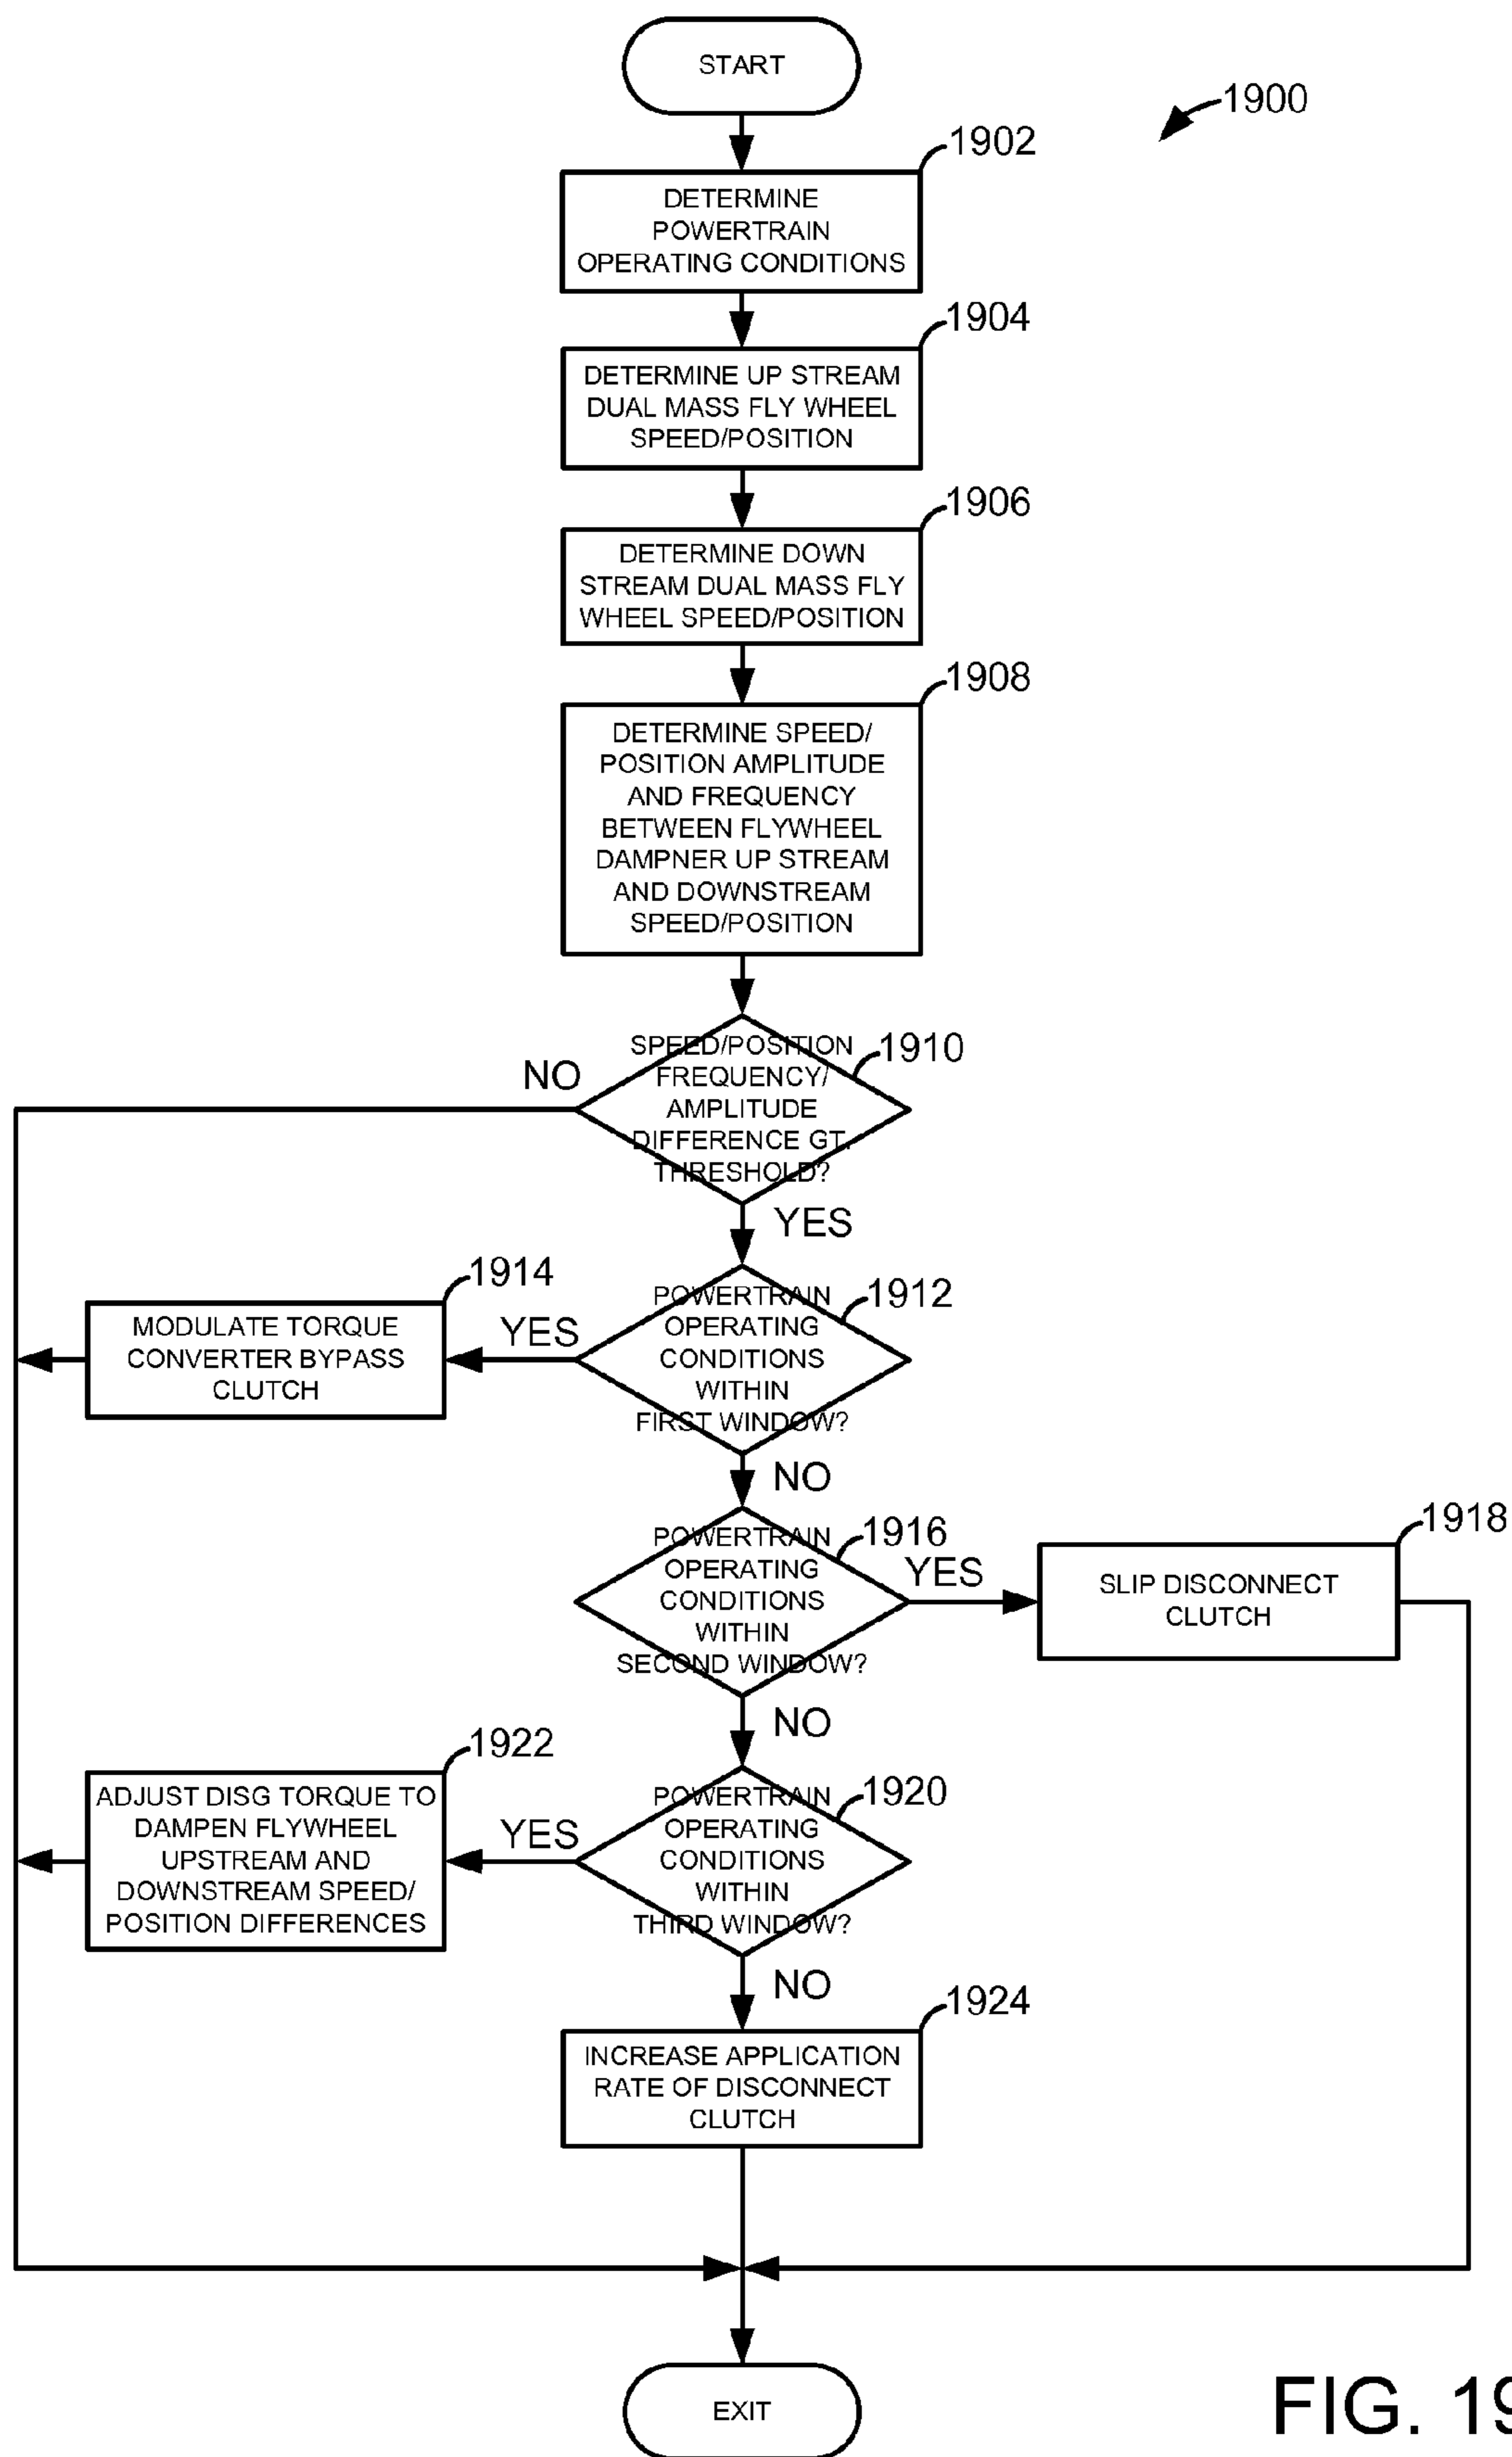 START
1900
1902
DETERMINE
POWERTRAIN
OPERATING CONDITIONS
1904
DETERMINE UP STREAM
DUAL MASS FLY WHEEL
SPEED/POSITION
1906
DETERMINE DOWN
STREAM DUAL MASS FLY
WHEEL SPEED/POSITION
1908
DETERMINE SPEED/
POSITION AMPLITUDE
AND FREQUENCY
BETWEEN FLYWHEEL
DAMPNER UP STREAM
AND DOWNSTREAM
SPEED/POSITION
1910
SPEED/POSITION
FREQUENCY/
AMPLITUDE
DIFFERENCE GT.
THRESHOLD?
NO
YES
1912
POWERTRAIN
OPERATING
CONDITIONS
WITHIN
FIRST WINDOW?
YES
1914
MODULATE TORQUE
CONVERTER BYPASS
CLUTCH
NO
1916
POWERTRAIN
OPERATING
CONDITIONS
WITHIN
SECOND WINDOW?
YES
1918
SLIP DISCONNECT
CLUTCH
NO
1920
POWERTRAIN
OPERATING
CONDITIONS
WITHIN
THIRD WINDOW?
YES
1922
ADJUST DISG TORQUE TO
DAMPEN FLYWHEEL
UPSTREAM AND
DOWNSTREAM SPEED/
POSITION DIFFERENCES
NO
1924
INCREASE APPLICATION
RATE OF DISCONNECT
CLUTCH
EXIT
FIG. 19